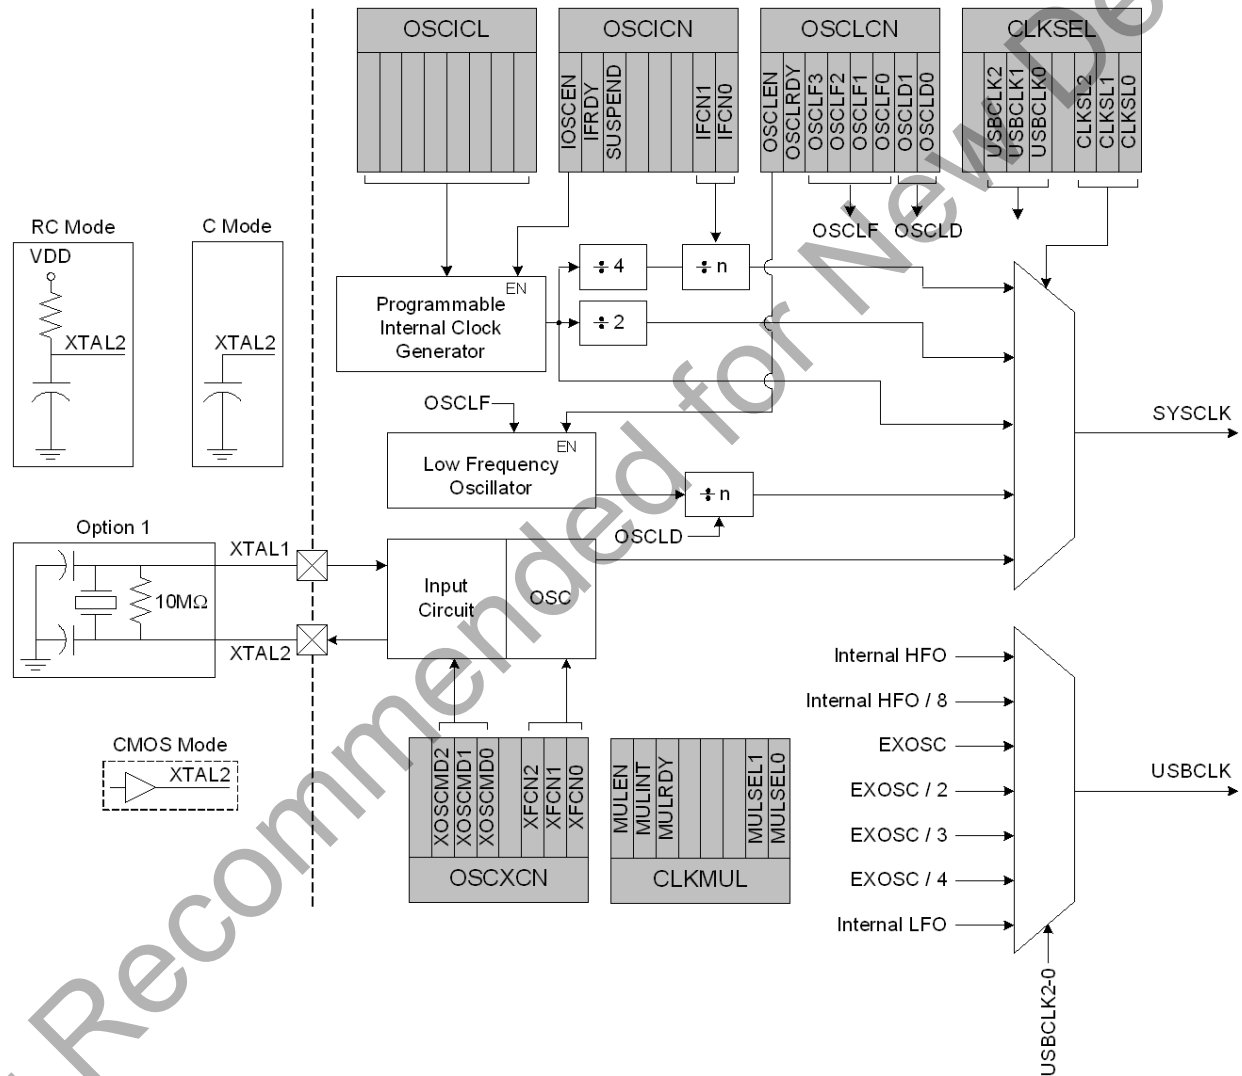 OSCICL
OSCICN
OSCLCN
CLKSEL
IOSCEN
IFRDY
SUSPEND
IFCN1
IFCN0
OSCLEN
OSCLRDY
OSCLF3
OSCLF2
OSCLF1
OSCLF0
OSCLD1
OSCLD0
USBCLK2
USBCLK1
USBCLK0
CLKSL2
CLKSL1
CLKSL0
OSCLF
OSCLD
RC Mode
VDD
XTAL2
C Mode
XTAL2
EN
Programmable
Internal Clock
Generator
÷ 4
÷ n
÷ 2
OSCLF
EN
Low Frequency
Oscillator
÷ n
OSCLD
SYSCLK
Option 1
10MΩ
XTAL1
XTAL2
Input
Circuit
OSC
CMOS Mode
XTAL2
XOSCMD2
XOSCMD1
XOSCMD0
XFCN2
XFCN1
XFCN0
OSCXCN
MULEN
MULINT
MULRDY
MULSEL1
MULSEL0
CLKMUL
Internal HFO
Internal HFO / 8
EXOSC
EXOSC / 2
EXOSC / 3
EXOSC / 4
Internal LFO
USBCLK
USBCLK2-0
Recommended for New De